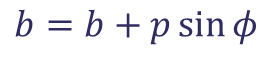 b = b + p sin ϕ